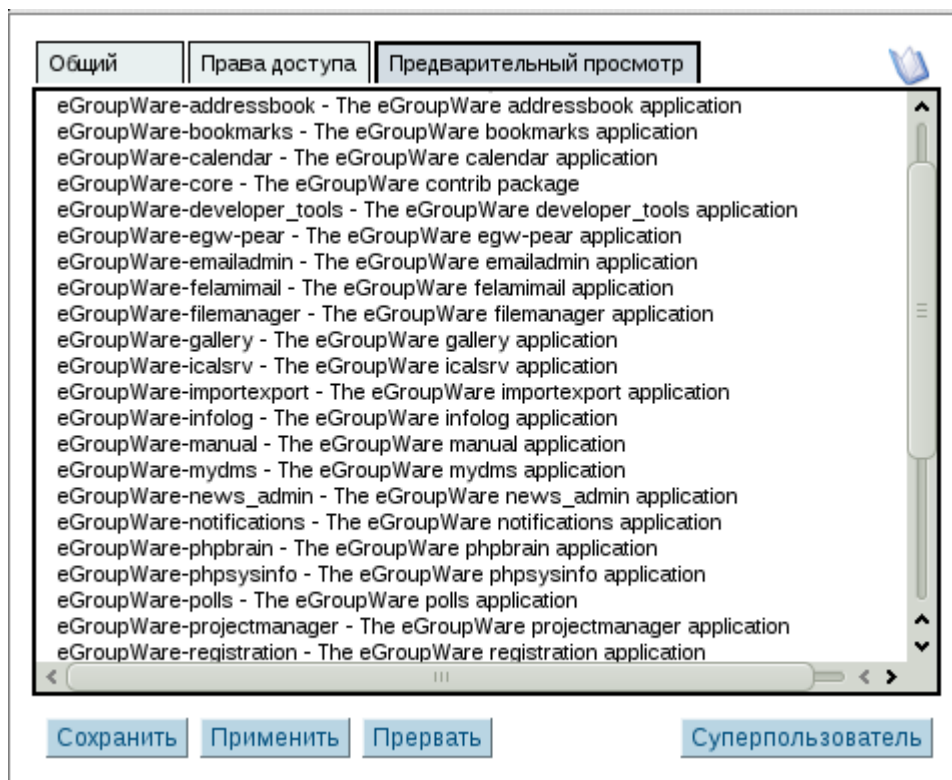 Общий Права доступа Предварительный просмотр
eGroupWare-addressbook - The eGroupWare addressbook application
eGroupWare-bookmarks - The eGroupWare bookmarks application
eGroupWare-calendar - The eGroupWare calendar application
eGroupWare-core - The eGroupWare contrib package
eGroupWare-developer_tools - The eGroupWare developer_tools application
eGroupWare-egw-pear - The eGroupWare egw-pear application
eGroupWare-emailadmin - The eGroupWare emailadmin application
eGroupWare-felamimail - The eGroupWare felamimail application
eGroupWare-filemanager - The eGroupWare filemanager application
eGroupWare-gallery - The eGroupWare gallery application
eGroupWare-icalsrv - The eGroupWare icalsrv application
eGroupWare-importexport - The eGroupWare importexport application
eGroupWare-infolog - The eGroupWare infolog application
eGroupWare-manual - The eGroupWare manual application
eGroupWare-mydms - The eGroupWare mydms application
eGroupWare-news_admin - The eGroupWare news_admin application
eGroupWare-notifications - The eGroupWare notifications application
eGroupWare-phpbrain - The eGroupWare phpbrain application
eGroupWare-phpsysinfo - The eGroupWare phpsysinfo application
eGroupWare-polls - The eGroupWare polls application
eGroupWare-projectmanager - The eGroupWare projectmanager application
eGroupWare-registration - The eGroupWare registration application
Сохранить Применить Прервать Суперпользователь